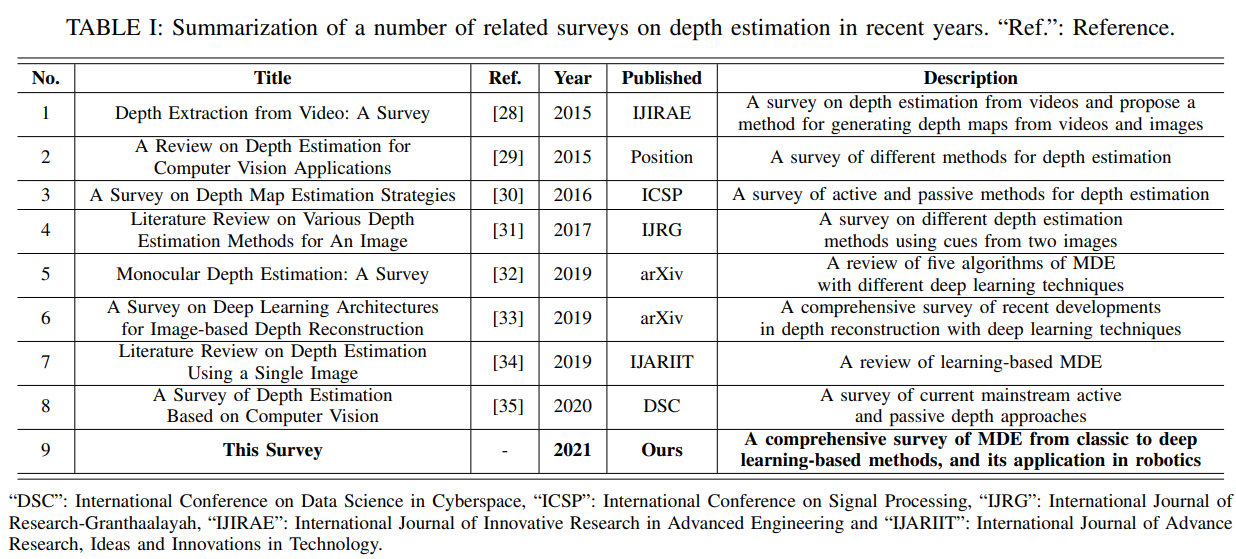 TABLE I: Summarization of a number of related surveys on depth estimation in recent years. “Ref.”: Reference.
No. Title Ref. Year Published Description
1 Depth Extraction from Video: A Survey [28] 2015 IJIRAE A survey on depth estimation from videos and propose a
method for generating depth maps from videos and images
2 A Review on Depth Estimation for
Computer Vision Applications [29] 2015 Position A survey of different methods for depth estimation
3 A Survey on Depth Map Estimation Strategies [30] 2016 ICSP A survey of active and passive methods for depth estimation
4 Literature Review on Various Depth
Estimation Methods for An Image [31] 2017 IJRG A survey on different depth estimation
methods using cues from two images
5 Monocular Depth Estimation: A Survey [32] 2019 arXiv A review of five algorithms of MDE
with different deep learning techniques
6 A Survey on Deep Learning Architectures
for Image-based Depth Reconstruction [33] 2019 arXiv A comprehensive survey of recent developments
in depth reconstruction with deep learning techniques
7 Literature Review on Depth Estimation
Using a Single Image [34] 2019 IJARIIT A review of learning-based MDE
8 A Survey of Depth Estimation
Based on Computer Vision [35] 2020 DSC A survey of current mainstream active
and passive depth approaches
9 This Survey - 2021 Ours A comprehensive survey of MDE from classic to deep
learning-based methods, and its application in robotics
“DSC”: International Conference on Data Science in Cyberspace, “ICSP”: International Conference on Signal Processing, “IJRG”: International Journal of
Research-Granthaalayah, “IJIRAE”: International Journal of Innovative Research in Advanced Engineering and “IJARIIT”: International Journal of Advance
Research, Ideas and Innovations in Technology.